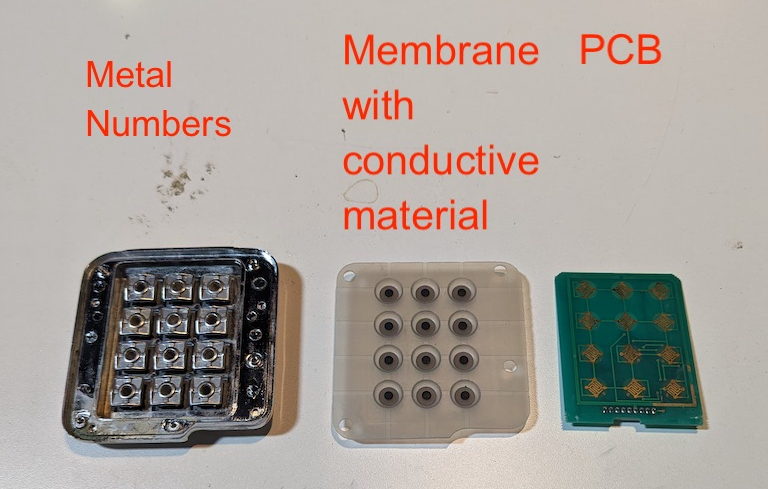 Metal
Numbers
Membrane
with
conductive
material
PCB